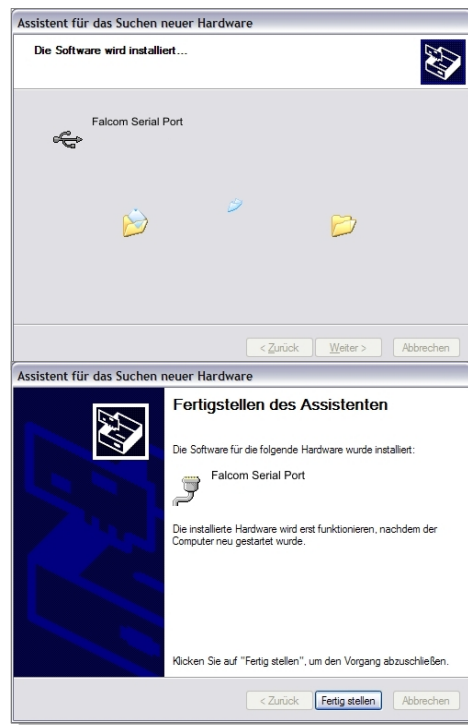 Assistent für das Suchen neuer Hardware
Die Software wird installiert...
Falcom Serial Port
< Zurück
Weiter >
Abbrechen
Assistent für das Suchen neuer Hardware
Fertigstellen des Assistenten
Die Software für die folgende Hardware wurde installiert:
Falcom Serial Port
Die installierte Hardware wird erst funktionieren, nachdem der
Computer neu gestartet wurde.
Klicken Sie auf "Fertig stellen", um den Vorgang abzuschließen.
< Zurück
Fertig stellen
Abbrechen